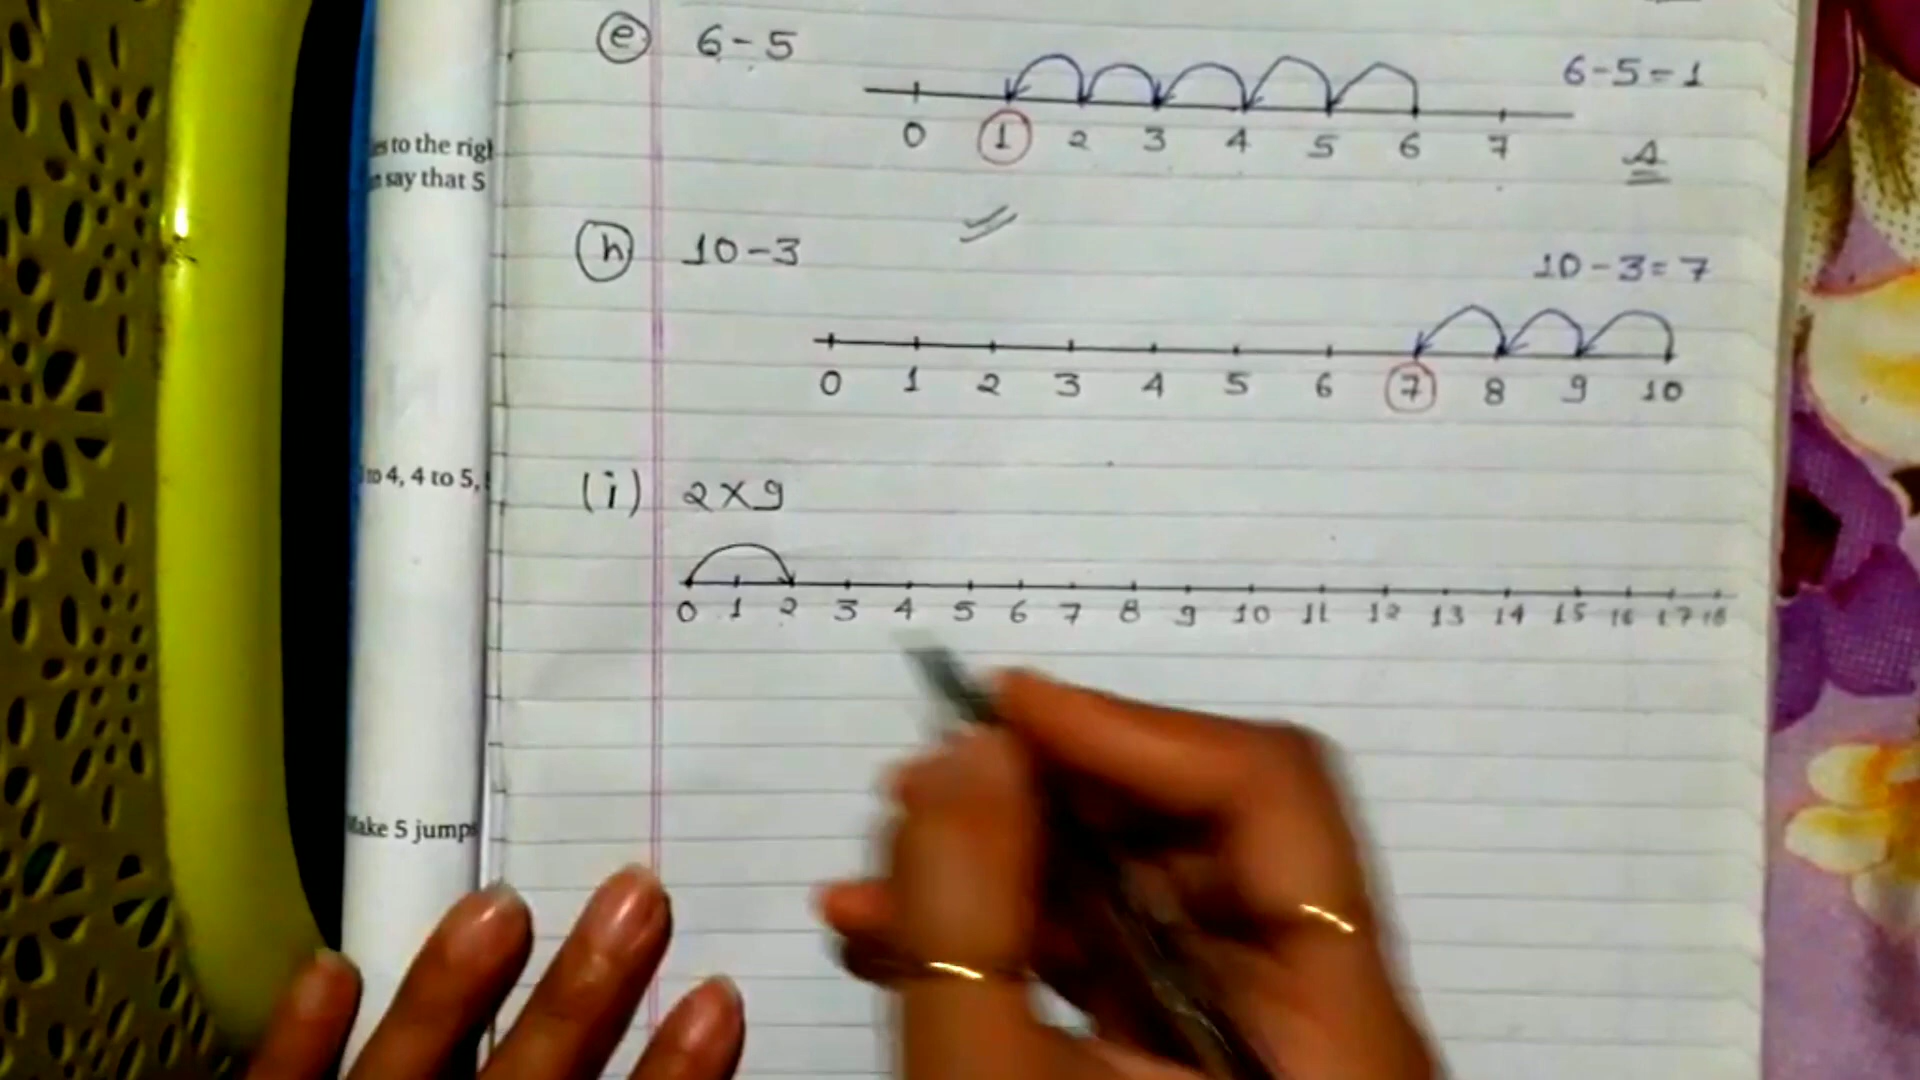 ⓔ 6-5 6-5=1
0 1 2 3 4 5 6 7
ⓗ 10-3 10-3=7
0 1 2 3 4 5 6 7 8 9 10
(i) 2×9
0 1 2 3 4 5 6 7 8 9 10 11 12 13 14 15 16 17 18
to the
say that 5
to 4, 4 to 5,
Make 5 jumps